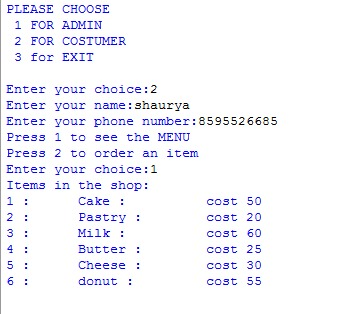 PLEASE CHOOSE
1 FOR ADMIN
2 FOR COSTUMER
3 for EXIT
Enter your choice:2
Enter your name:shaurya
Enter your phone number:8595526685
Press 1 to see the MENU
Press 2 to order an item
Enter your choice:1
Items in the shop:
1 : Cake : cost 50
2 : Pastry : cost 20
3 : Milk : cost 60
4 : Butter : cost 25
5 : Cheese : cost 30
6 : donut : cost 55